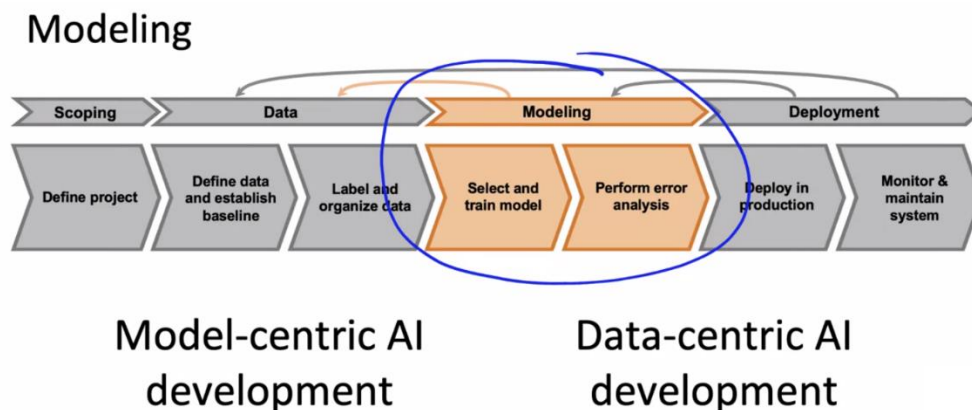 Modeling
Scoping
Data
Modeling
Deployment
Define project
Define data
and establish
baseline
Label and
organize data
Select and
train model
Perform error
analysis
Deploy in
production
Monitor &
maintain
system
Model-centric AI
development
Data-centric AI
development